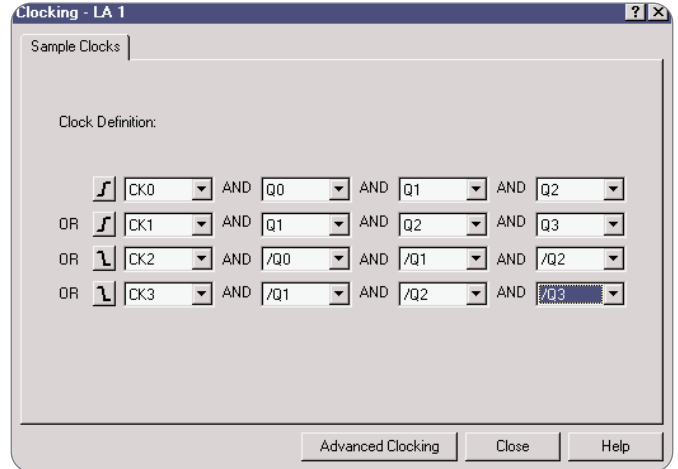 Clocking - LA 1
Sample Clocks
Clock Definition:
CK0 AND Q0 AND Q1 AND Q2
OR CK1 AND Q1 AND Q2 AND Q3
OR CK2 AND /Q0 AND /Q1 AND /Q2
OR CK3 AND /Q1 AND /Q2 AND /Q3
Advanced Clocking Close Help